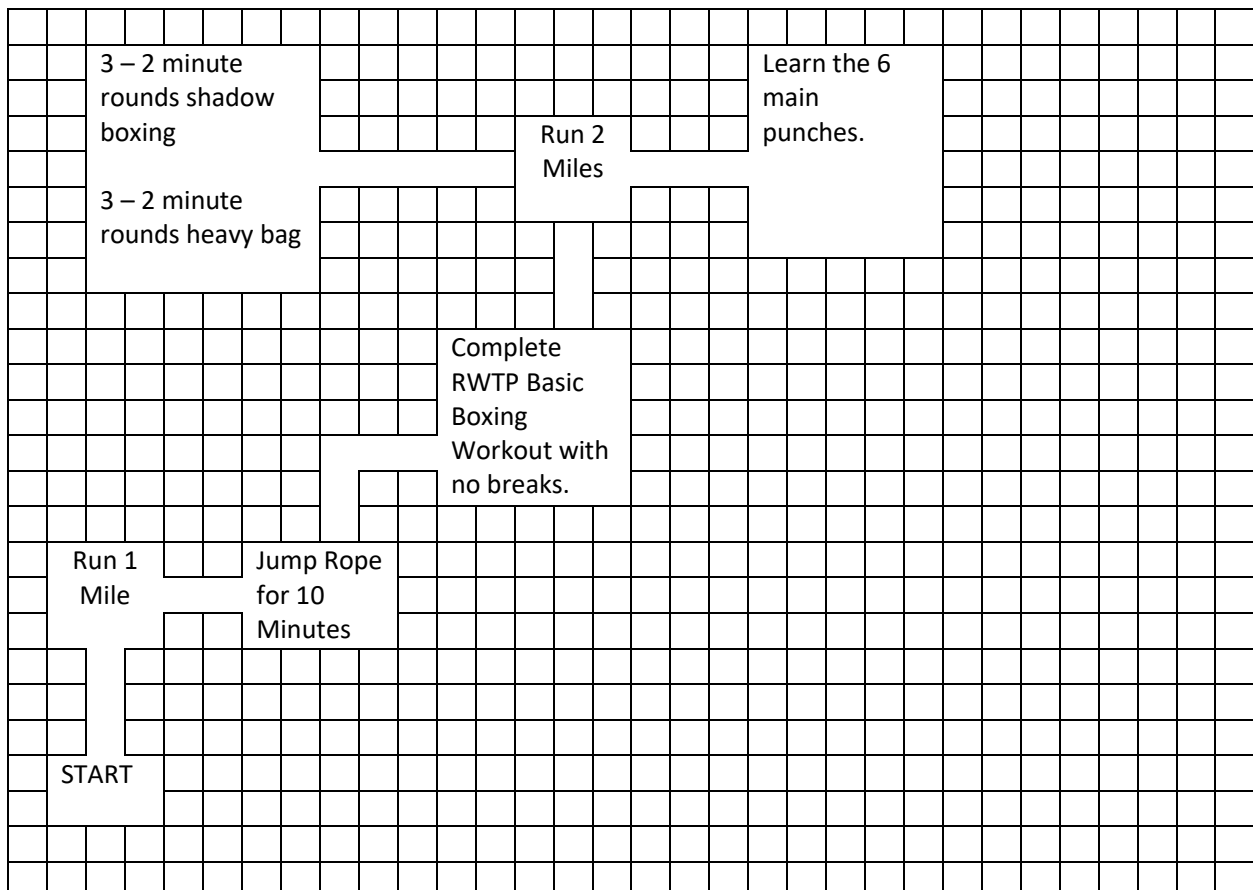 3 – 2 minute
rounds shadow
boxing
3 – 2 minute
rounds heavy bag
Run 2
Miles
Learn the 6
main
punches.
Complete
RWTP Basic
Boxing
Workout with
no breaks.
Run 1
Mile
Jump Rope
for 10
Minutes
START